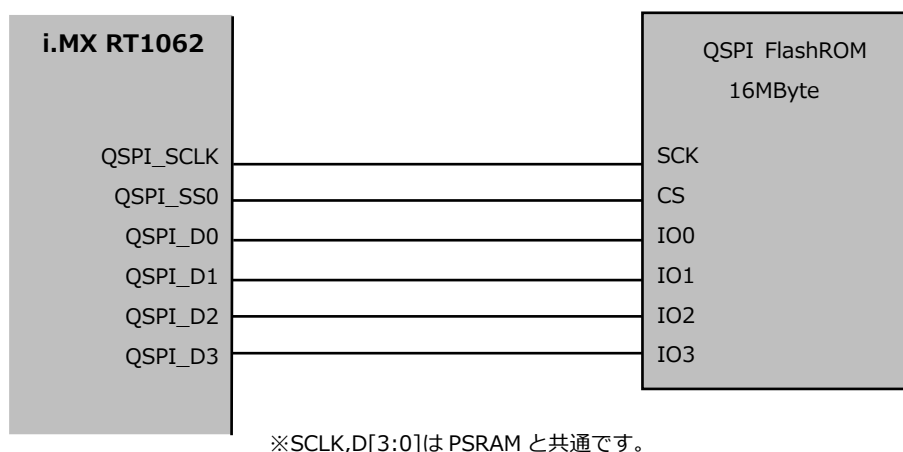 i.MX RT1062
QSPI FlashROM
16MByte
QSPI_SCLK
SCK
QSPI_SS0
CS
QSPI_D0
IO0
QSPI_D1
IO1
QSPI_D2
IO2
QSPI_D3
IO3
※SCLK,D[3:0]は PSRAM と共通です。